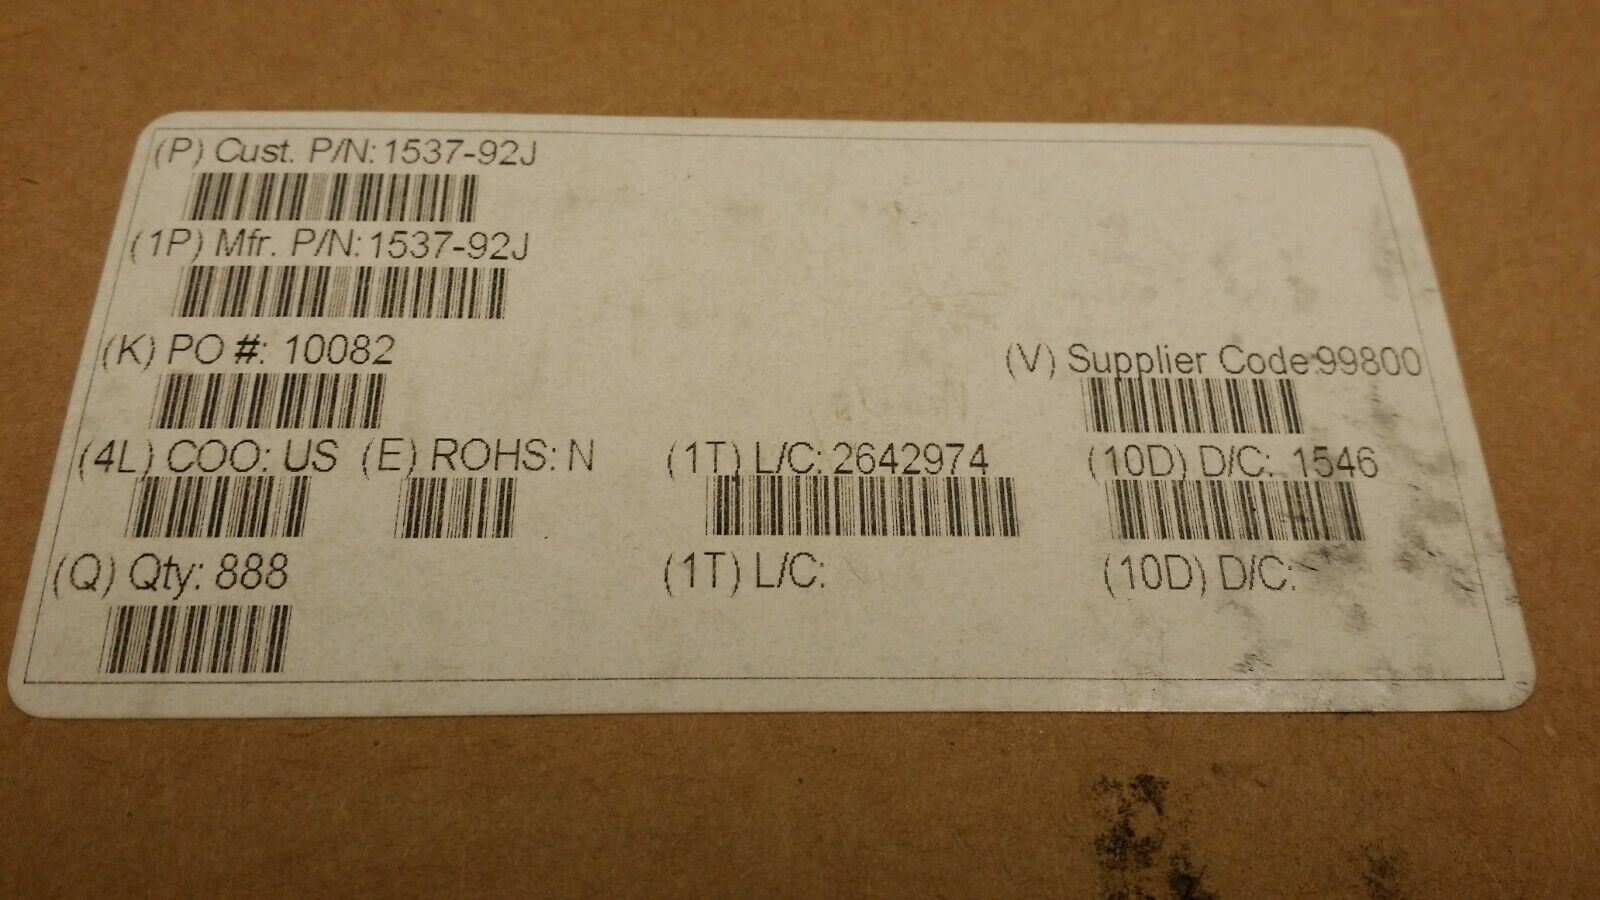 (P) Cust. P/N: 1537-92J
(1P) Mfr. P/N: 1537-92J
(K) PO #: 10082
(V) Supplier Code: 99800
(4L) COO: US (E) ROHS: N (1T) L/C: 2642974 (10D) D/C: 1546
(Q) Qty: 888 (1T) L/C: (10D) D/C: